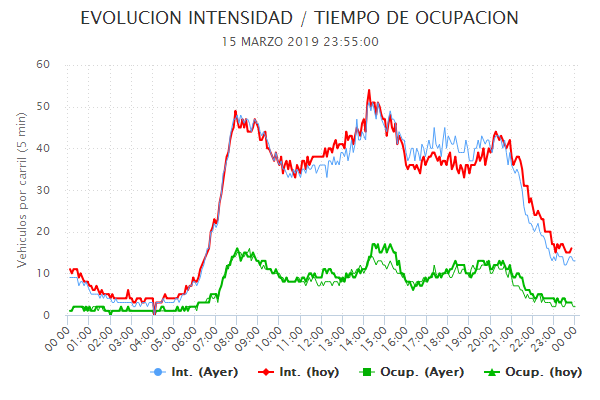 EVOLUCION INTENSIDAD / TIEMPO DE OCUPACION
15 MARZO 2019 23:55:00
Vehiculos por carril (5 min)
60
50
40
30
20
10
0
00:00 01:00 02:00 03:00 04:00 05:00 06:00 07:00 08:00 09:00 10:00 11:00 12:00 13:00 14:00 15:00 16:00 17:00 18:00 19:00 20:00 21:00 22:00 23:00 00:00
Int. (Ayer) Int. (hoy) Ocup. (Ayer) Ocup. (hoy)